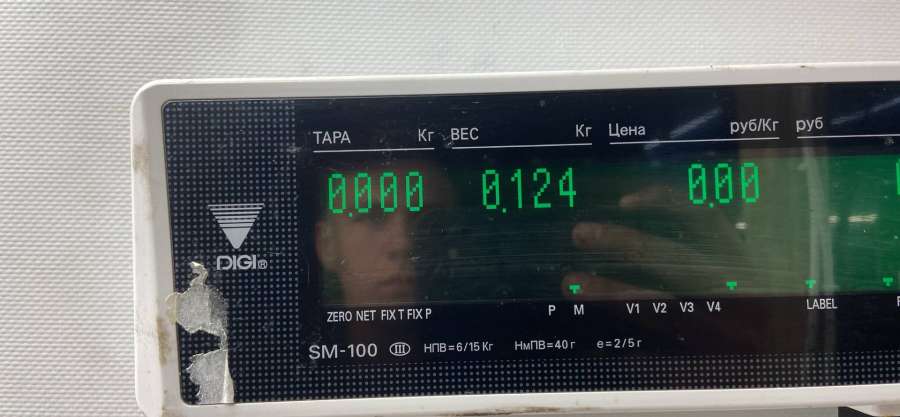 ТАРА Кг ВЕС Кг Цена руб/Кг руб
0.000 0.124 0.00
DIGI®
ZERO NET FIX T FIX P P M V1 V2 V3 V4 LABEL
SM-100 III НПВ=6/15 Кг НмПВ=40 г e=2/5 г